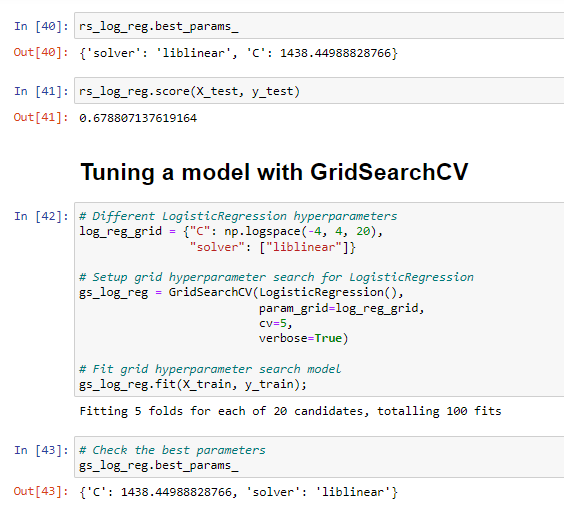 In [40]: rs_log_reg.best_params_
Out[40]: {'solver': 'liblinear', 'C': 1438.44988828766}
In [41]: rs_log_reg.score(X_test, y_test)
Out[41]: 0.678807137619164
Tuning a model with GridSearchCV
In [42]: # Different LogisticRegression hyperparameters
log_reg_grid = {"C": np.logspace(-4, 4, 20),
"solver": ["liblinear"]}
# Setup grid hyperparameter search for LogisticRegression
gs_log_reg = GridSearchCV(LogisticRegression(),
param_grid=log_reg_grid,
cv=5,
verbose=True)
# Fit grid hyperparameter search model
gs_log_reg.fit(X_train, y_train);
Fitting 5 folds for each of 20 candidates, totalling 100 fits
In [43]: # Check the best parameters
gs_log_reg.best_params_
Out[43]: {'C': 1438.44988828766, 'solver': 'liblinear'}